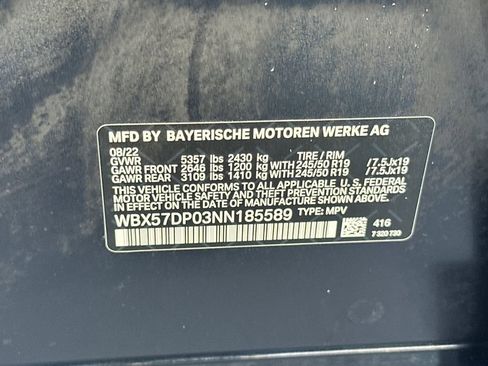 MFD BY BAYERISCHE MOTOREN WERKE AG
08/22 TIRE / RIM
GVWR 5357 lbs 2430 kg
GAWR FRONT 2646 lbs 1200 kg WITH 245/50 R19 /7.5Jx19
GAWR REAR 3109 lbs 1410 kg WITH 245/50 R19 /7.5Jx19
THIS VEHICLE CONFORMS TO ALL APPLICABLE U.S. FEDERAL
MOTOR VEHICLE SAFETY AND THEFT PREVENTION STANDARDS
IN EFFECT ON THE DATE OF MANUFACTURE SHOWN ABOVE.
WBX57DP03NN185589 TYPE: MPV
416
7 320 730